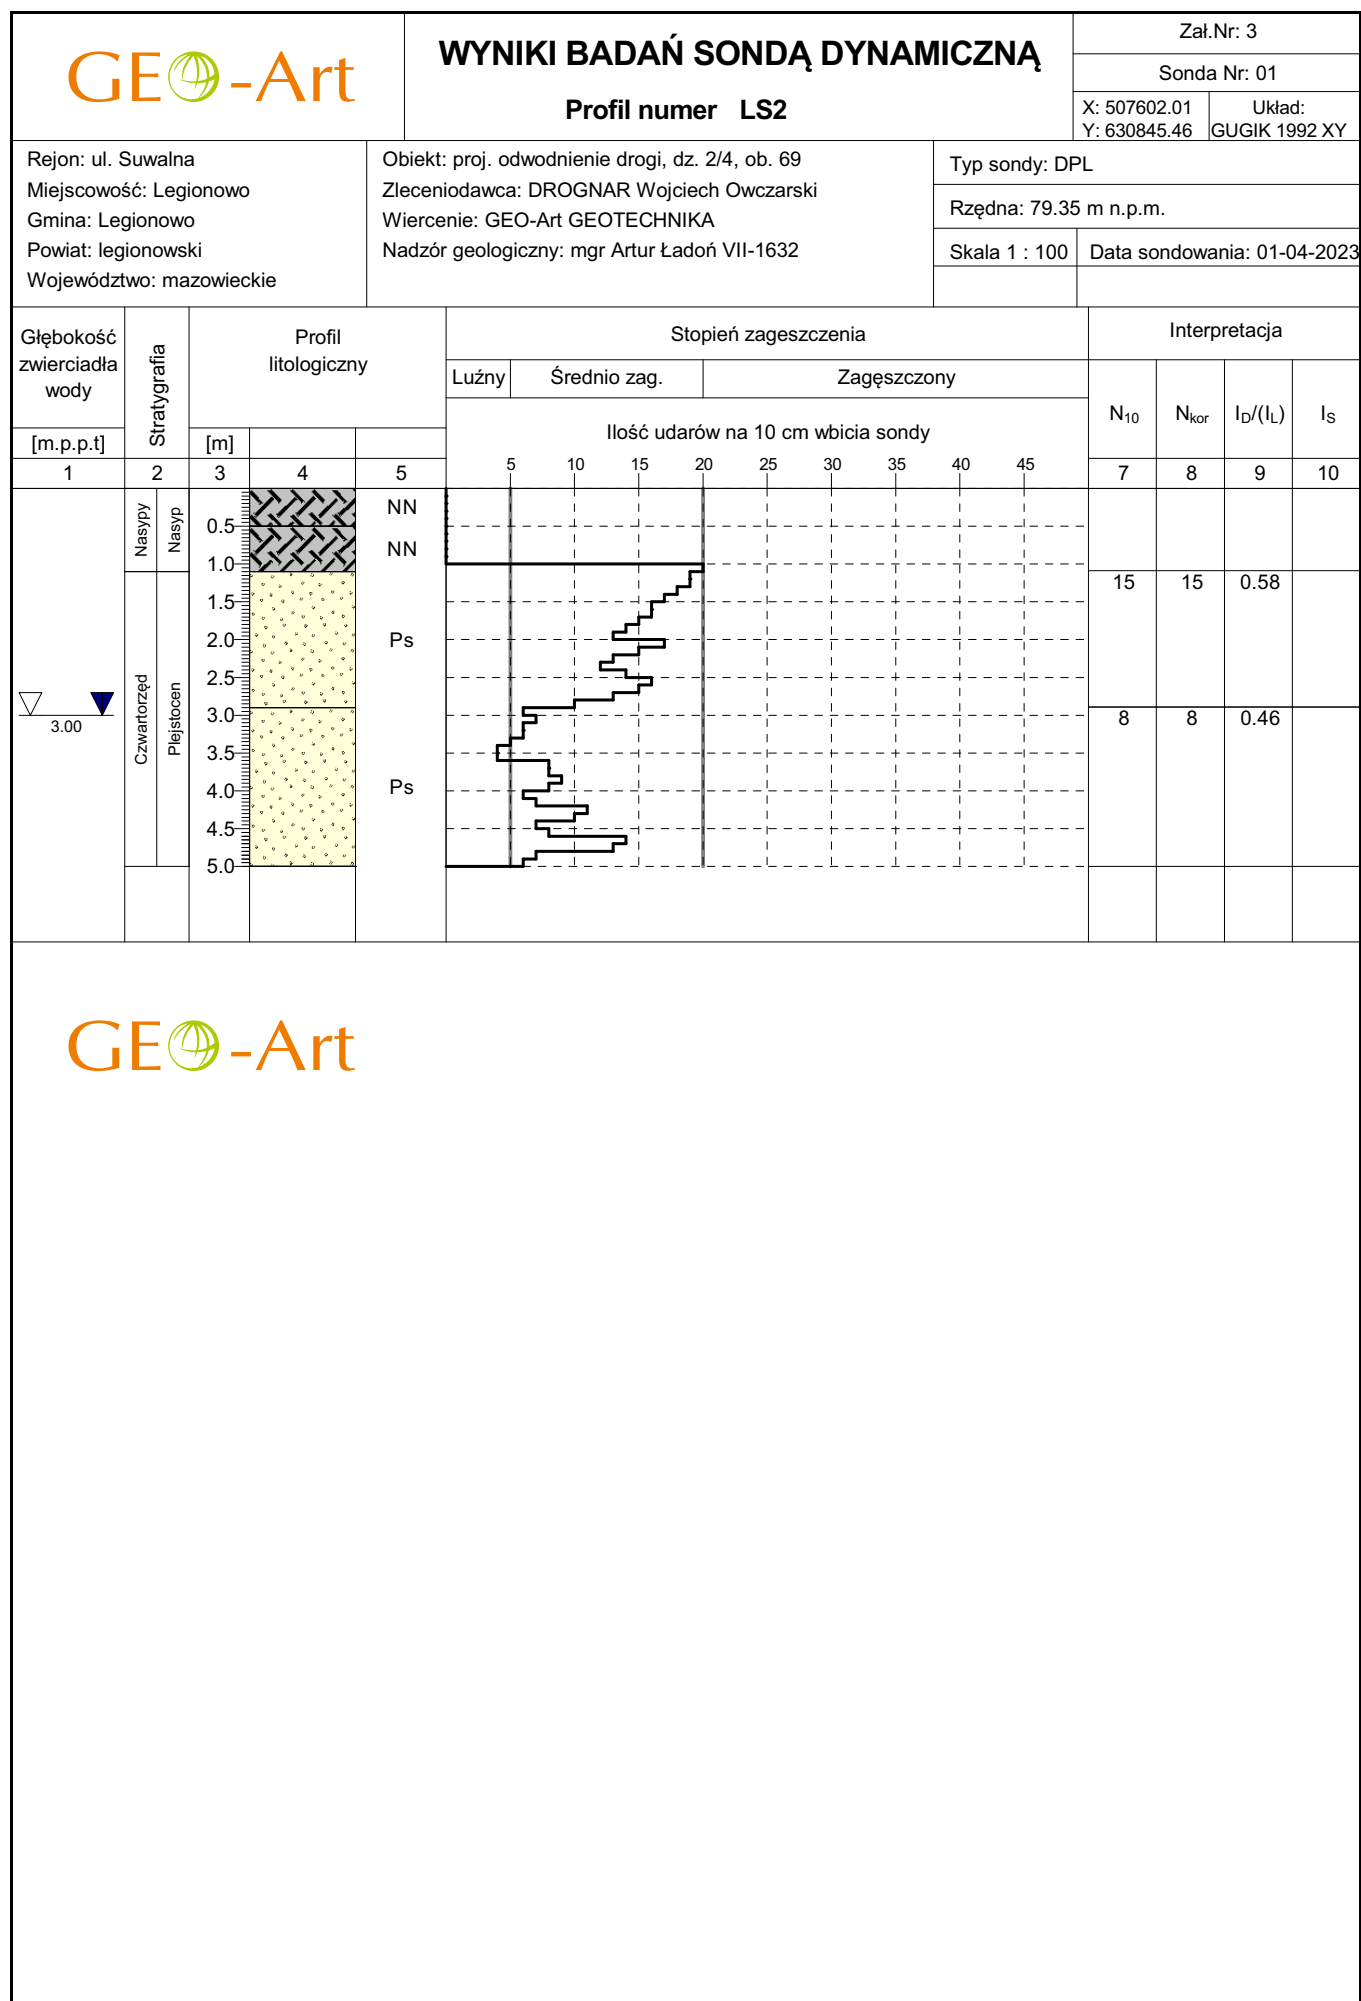 GEO-Art
WYNIKI BADAŃ SONDĄ DYNAMICZNĄ
Profil numer LS2
Zał.Nr: 3
Sonda Nr: 01
X: 507602.01
Y: 630845.46
Układ:
GUGIK 1992 XY
Rejon: ul. Suwalna
Miejscowość: Legionowo
Gmina: Legionowo
Powiat: legionowski
Województwo: mazowieckie
Obiekt: proj. odwodnienie drogi, dz. 2/4, ob. 69
Zleceniodawca: DROGNAR Wojciech Owczarski
Wiercenie: GEO-Art GEOTECHNIKA
Nadzór geologiczny: mgr Artur Ładoń VII-1632
Typ sondy: DPL
Rzędna: 79.35 m n.p.m.
Skala 1 : 100
Data sondowania: 01-04-2023
Głębokość
zwierciadła
wody
[m.p.p.t]
Stratygrafia
Profil
litologiczny
[m]
Stopień zageszczenia
Luźny
Średnio zag.
Zagęszczony
Ilość udarów na 10 cm wbicia sondy
5 10 15 20 25 30 35 40 45
Interpretacja
N10
Nkor
ID/(IL)
IS
1 2 3 4 5 7 8 9 10
Nasypy
Nasyp
Czwartorzęd
Plejstocen
0.5
1.0
1.5
2.0
2.5
3.0
3.5
4.0
4.5
5.0
NN
NN
Ps
Ps
3.00
15 15 0.58
8 8 0.46
GEO-Art